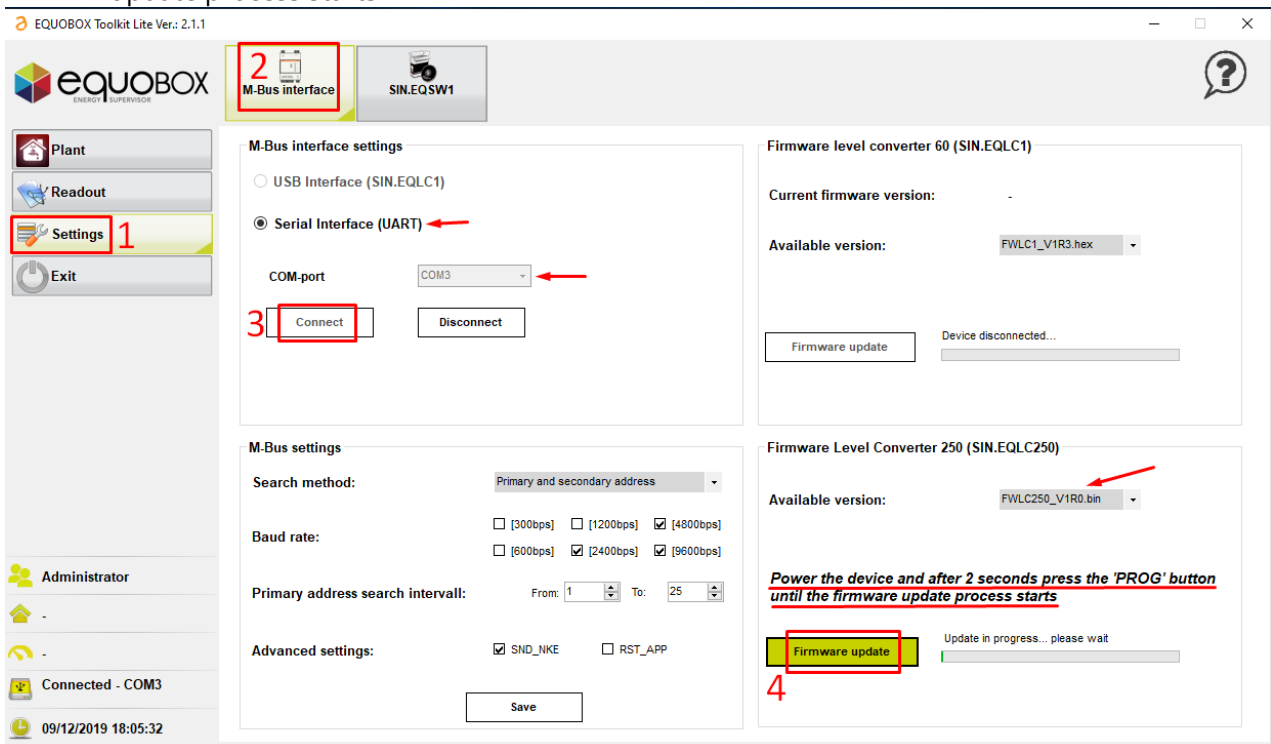 update process starts
EQUOBOX Toolkit Lite Ver.: 2.1.1
equOBOX
ENERGY SUPERVISOR
2
M-Bus interface
SIN.EQSW1
Plant
Readout
Settings
1
Exit
M-Bus interface settings
USB Interface (SIN.EQLC1)
Serial Interface (UART)
COM-port
COM3
3
Connect
Disconnect
Firmware level converter 60 (SIN.EQLC1)
Current firmware version:
-
Available version:
FWLC1_V1R3.hex
Firmware update
Device disconnected...
M-Bus settings
Search method:
Primary and secondary address
Baud rate:
[300bps] [1200bps] [4800bps]
[600bps] [2400bps] [9600bps]
Primary address search intervall:
From: 1 To: 25
Advanced settings:
SND_NKE RST_APP
Save
Firmware Level Converter 250 (SIN.EQLC250)
Available version:
FWLC250_V1R0.bin
Power the device and after 2 seconds press the 'PROG' button
until the firmware update process starts
Firmware update
Update in progress... please wait
4
Administrator
-
-
Connected - COM3
09/12/2019 18:05:32